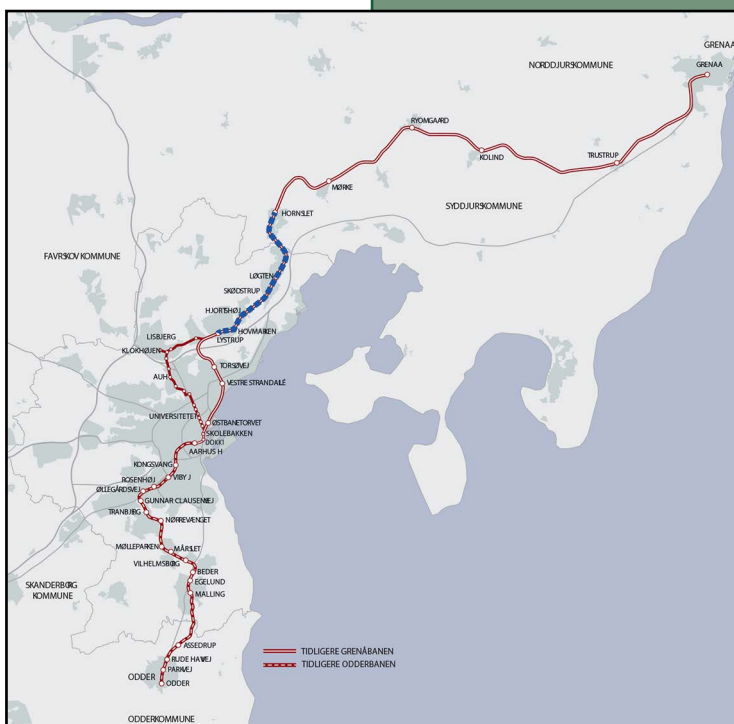 GRENAA
GRENAA
NORDDJURSKOMMUNE
RYOMGAARD
KOLIND
TRUSTRUP
MØRKE
SYDDJURSKOMMUNE
HORNSLET
FAVRSKOV KOMMUNE
LØGTEN
SKØDSTRUP
HJORTSHØJ
HOVMARKEN
LISBJERG
LYSTRUP
KLOKHØJEN
TORSØVEJ
AUH
VESTRE STRANDALLÉ
UNIVERSITETET
ØSTBANETORVET
SKOLEBAKKEN
DOKK1
AARHUS H
KONGSVANG
VIBY J
ROSENHØJ
ØLLEGÅRDSVEJ
GUNNAR CLAUSENS VEJ
TRANBJERG
NØRREVÆNGET
MØLLEPARKEN
MÅRSLET
VILHELMSBORG
BEDER
EGELUND
SKANDERBORG
KOMMUNE
MALLING
ASSEDRUP
TIDLIGERE GRENÅBANEN
RUDE HAVVEJ
TIDLIGERE ODDERBANEN
PARKVEJ
ODDER
ODDER
ODDERKOMMUNE